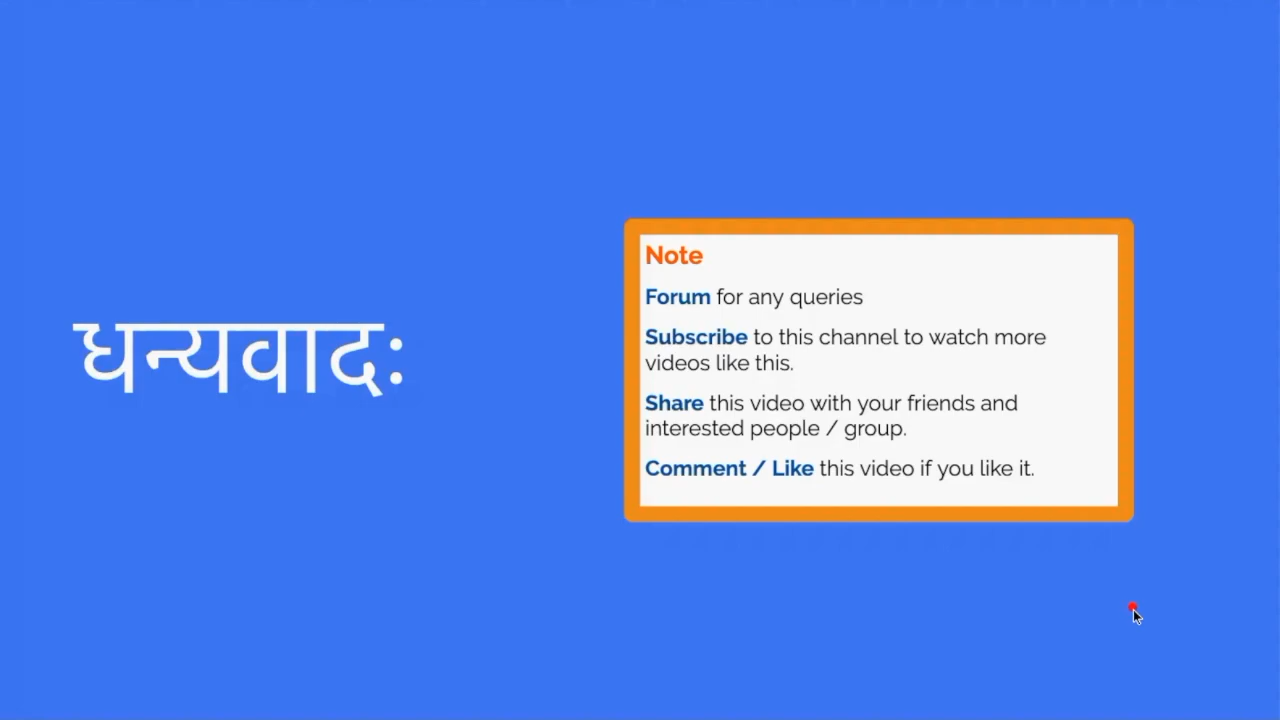 धन्यवादः
Note
Forum for any queries
Subscribe to this channel to watch more
videos like this.
Share this video with your friends and
interested people / group.
Comment / Like this video if you like it.